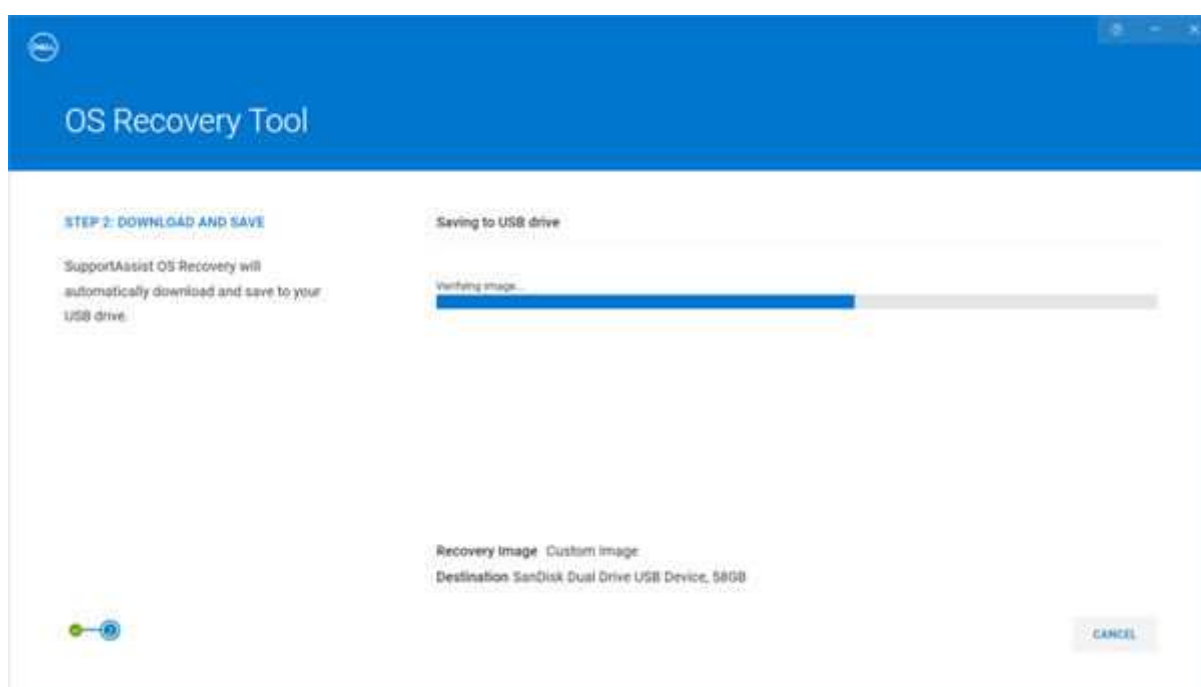 DELL
OS Recovery Tool
STEP 2: DOWNLOAD AND SAVE
SupportAssist OS Recovery will
automatically download and save to your
USB drive.
Saving to USB drive
Verifying image...
Recovery Image Custom Image
Destination SanDisk Dual Drive USB Device, 58GB
2
CANCEL